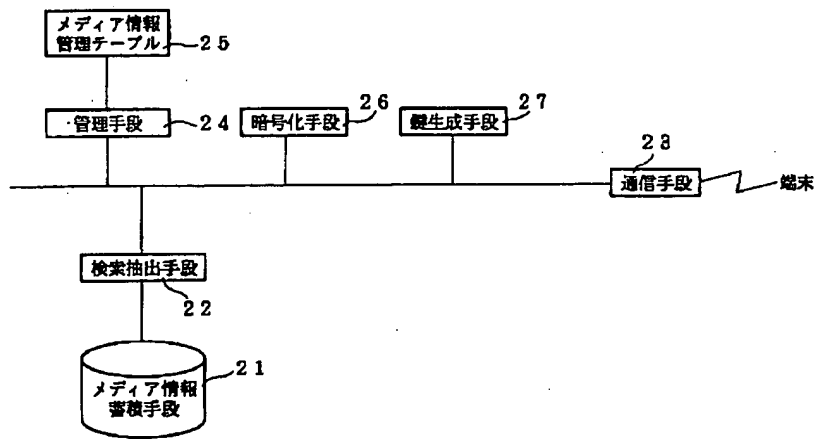 メディア情報
管理テーブル
25
管理手段
24
暗号化手段
26
鍵生成手段
27
23
通信手段
端末
検索抽出手段
22
メディア情報
蓄積手段
21